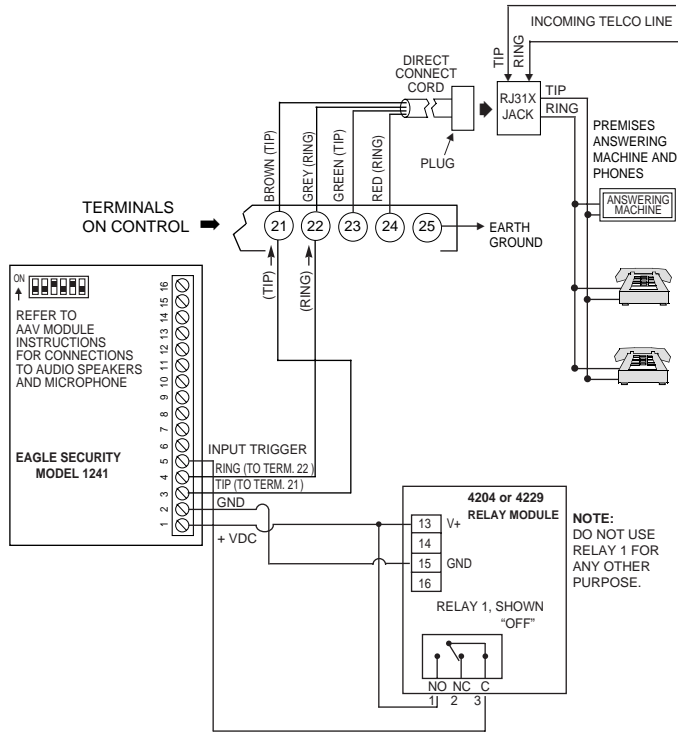 INCOMING TELCO LINE
TIP
RING
DIRECT
CONNECT
CORD
RJ31X
JACK
TIP
RING
PLUG
PREMISES
ANSWERING
MACHINE AND
PHONES
ANSWERING
MACHINE
BROWN (TIP)
GREY (RING)
GREEN (TIP)
RED (RING)
TERMINALS
ON CONTROL
21
22
23
24
25
EARTH
GROUND
(TIP)
(RING)
ON
REFER TO
AAV MODULE
INSTRUCTIONS
FOR CONNECTIONS
TO AUDIO SPEAKERS
AND MICROPHONE
EAGLE SECURITY
MODEL 1241
16
15
14
13
12
11
10
9
8
7
6
5
4
3
2
1
INPUT TRIGGER
RING (TO TERM. 22 )
TIP (TO TERM. 21 )
GND
+ VDC
4204 or 4229
RELAY MODULE
13 V+
14
15 GND
16
RELAY 1, SHOWN
“OFF”
NO NC C
1 2 3
NOTE:
DO NOT USE
RELAY 1 FOR
ANY OTHER
PURPOSE.